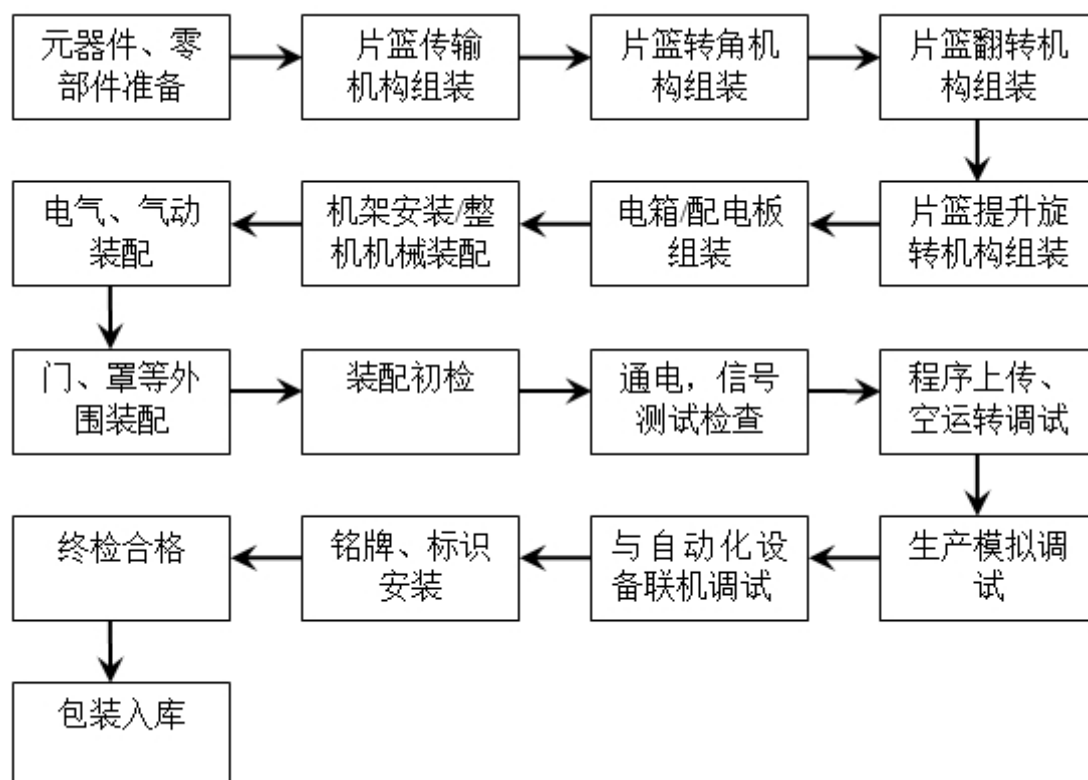 元器件、零
部件准备
片篮传输
机构组装
片篮转角机
构组装
片篮翻转机
构组装
片篮提升旋
转机构组装
电箱/配电板
组装
机架安装/整
机机械装配
电气、气动
装配
门、罩等外
围装配
装配初检
通电，信号
测试检查
程序上传、
空运转调试
生产模拟调
试
与自动化设
备联机调试
铭牌、标识
安装
终检合格
包装入库